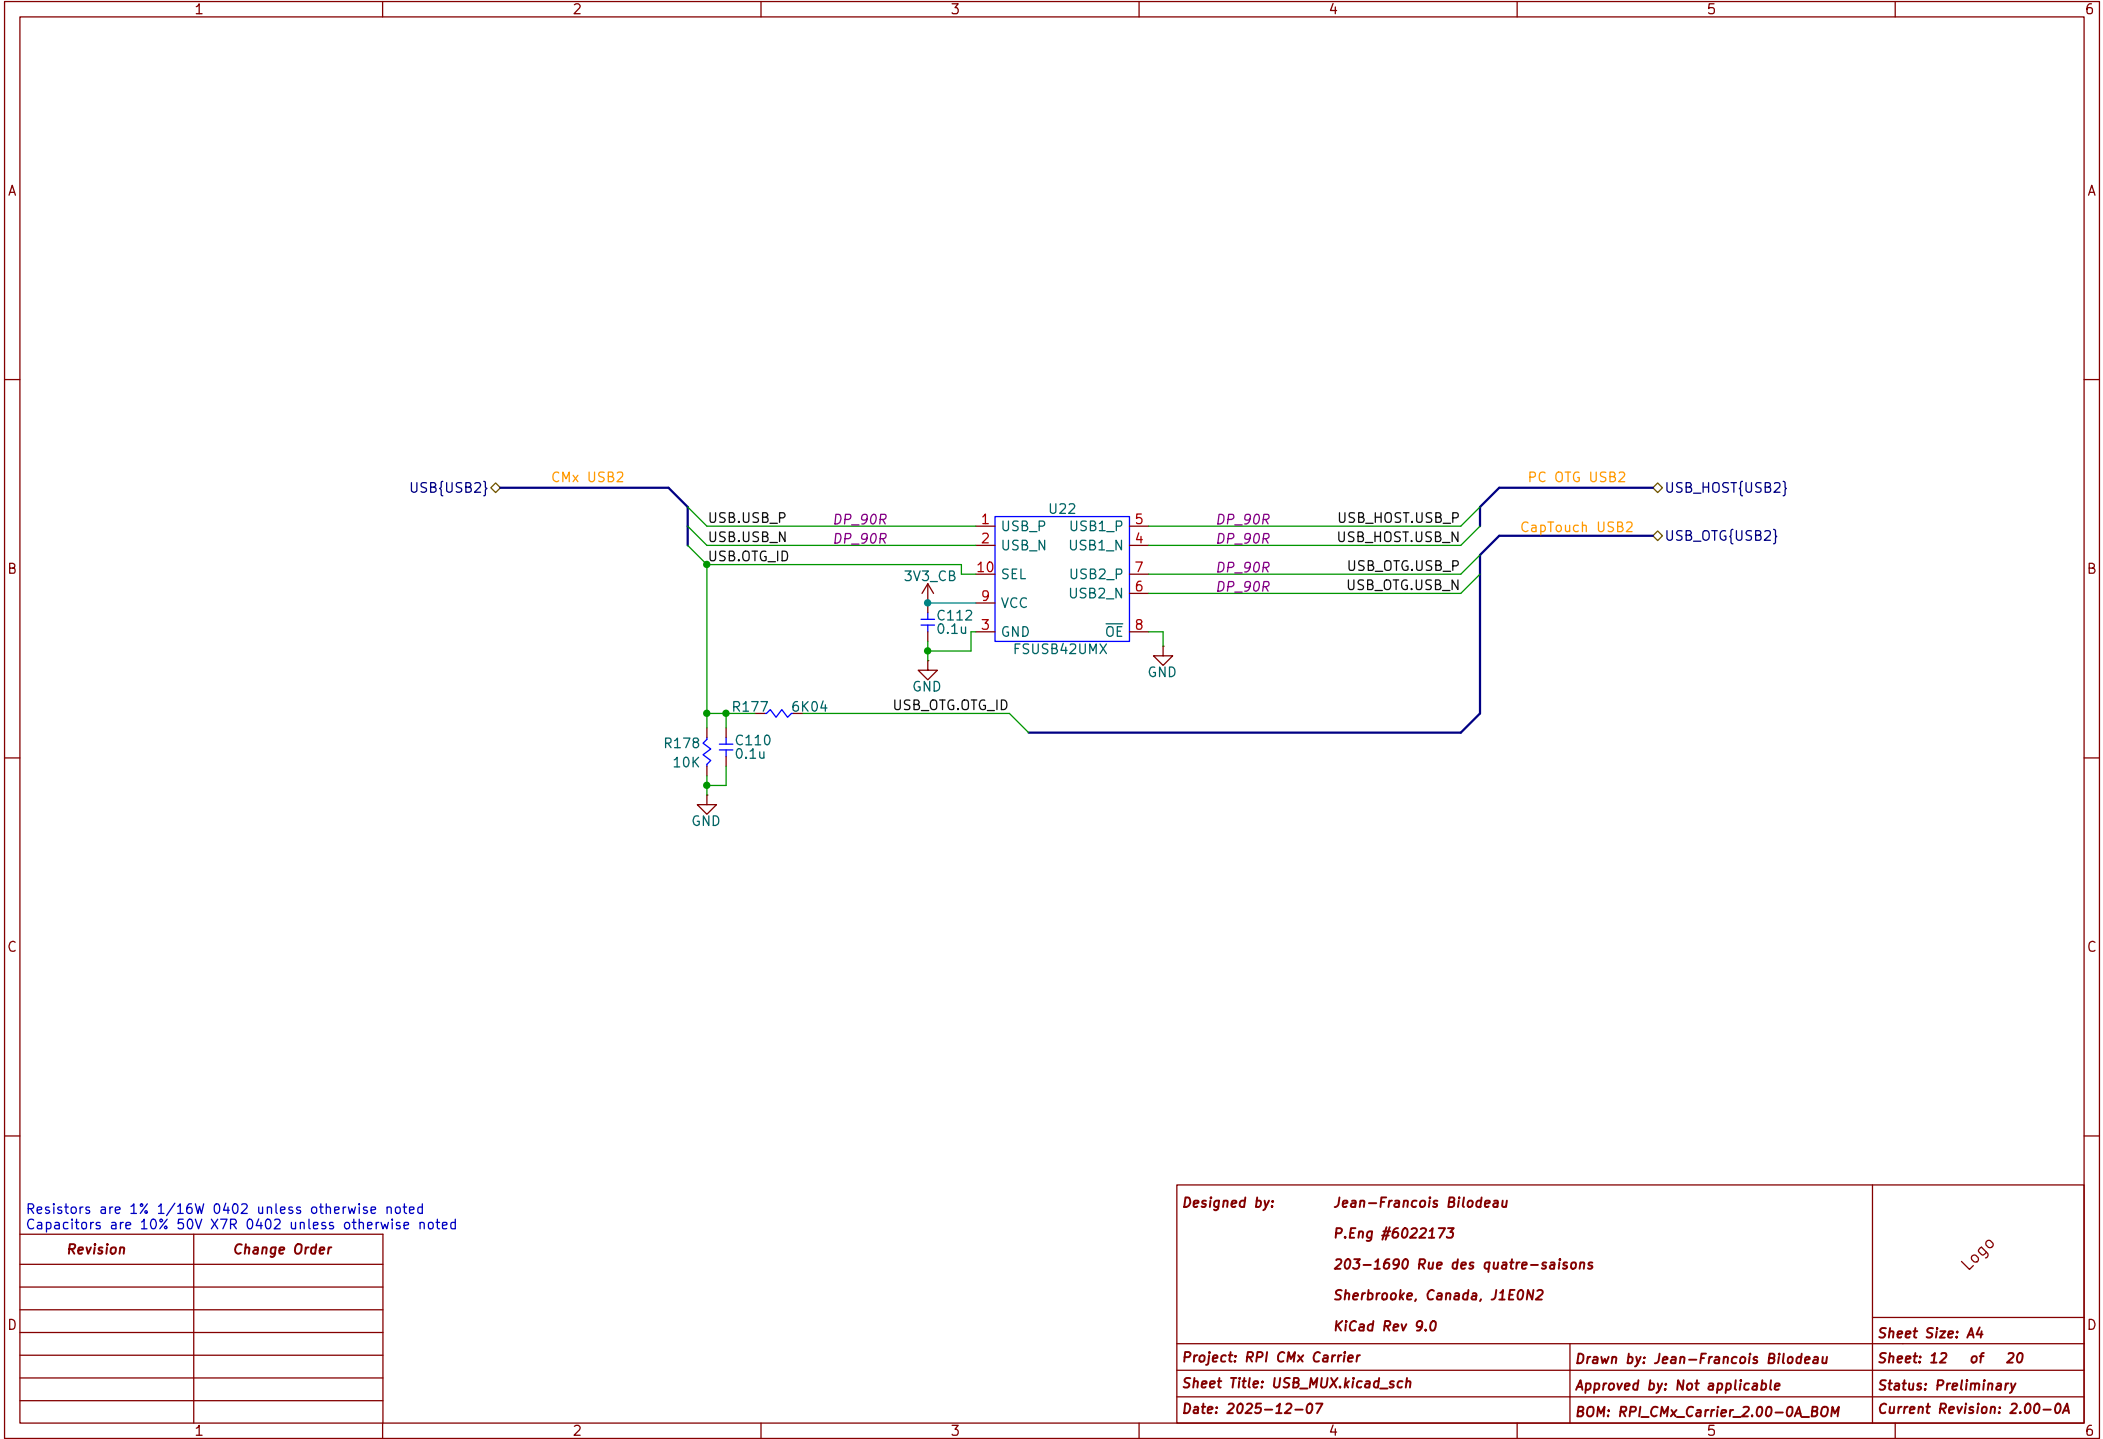 1 2 3 4 5 6
A A
B B
C C
D D
CMx USB2
USB{USB2}
PC OTG USB2
USB_HOST{USB2}
CapTouch USB2
USB_OTG{USB2}
USB.USB_P DP_90R
USB.USB_N DP_90R
USB.OTG_ID
U22
1 USB_P USB1_P 5
2 USB_N USB1_N 4
10 SEL USB2_P 7
USB2_N 6
9 VCC
3 GND OE 8
FSUSB42UMX
DP_90R USB_HOST.USB_P
DP_90R USB_HOST.USB_N
DP_90R USB_OTG.USB_P
DP_90R USB_OTG.USB_N
3V3_CB
C112
0.1u
GND
GND
R177 6K04 USB_OTG.OTG_ID
R178
10K
C110
0.1u
GND
Resistors are 1% 1/16W 0402 unless otherwise noted
Capacitors are 10% 50V X7R 0402 unless otherwise noted
Revision Change Order
Designed by: Jean-Francois Bilodeau
P.Eng #6022173
203-1690 Rue des quatre-saisons
Sherbrooke, Canada, J1E0N2
KiCad Rev 9.0
Logo
Sheet Size: A4
Project: RPI CMx Carrier
Drawn by: Jean-Francois Bilodeau
Sheet: 12 of 20
Sheet Title: USB_MUX.kicad_sch
Approved by: Not applicable
Status: Preliminary
Date: 2025-12-07
BOM: RPI_CMx_Carrier_2.00-0A_BOM
Current Revision: 2.00-0A
1 2 3 4 5 6